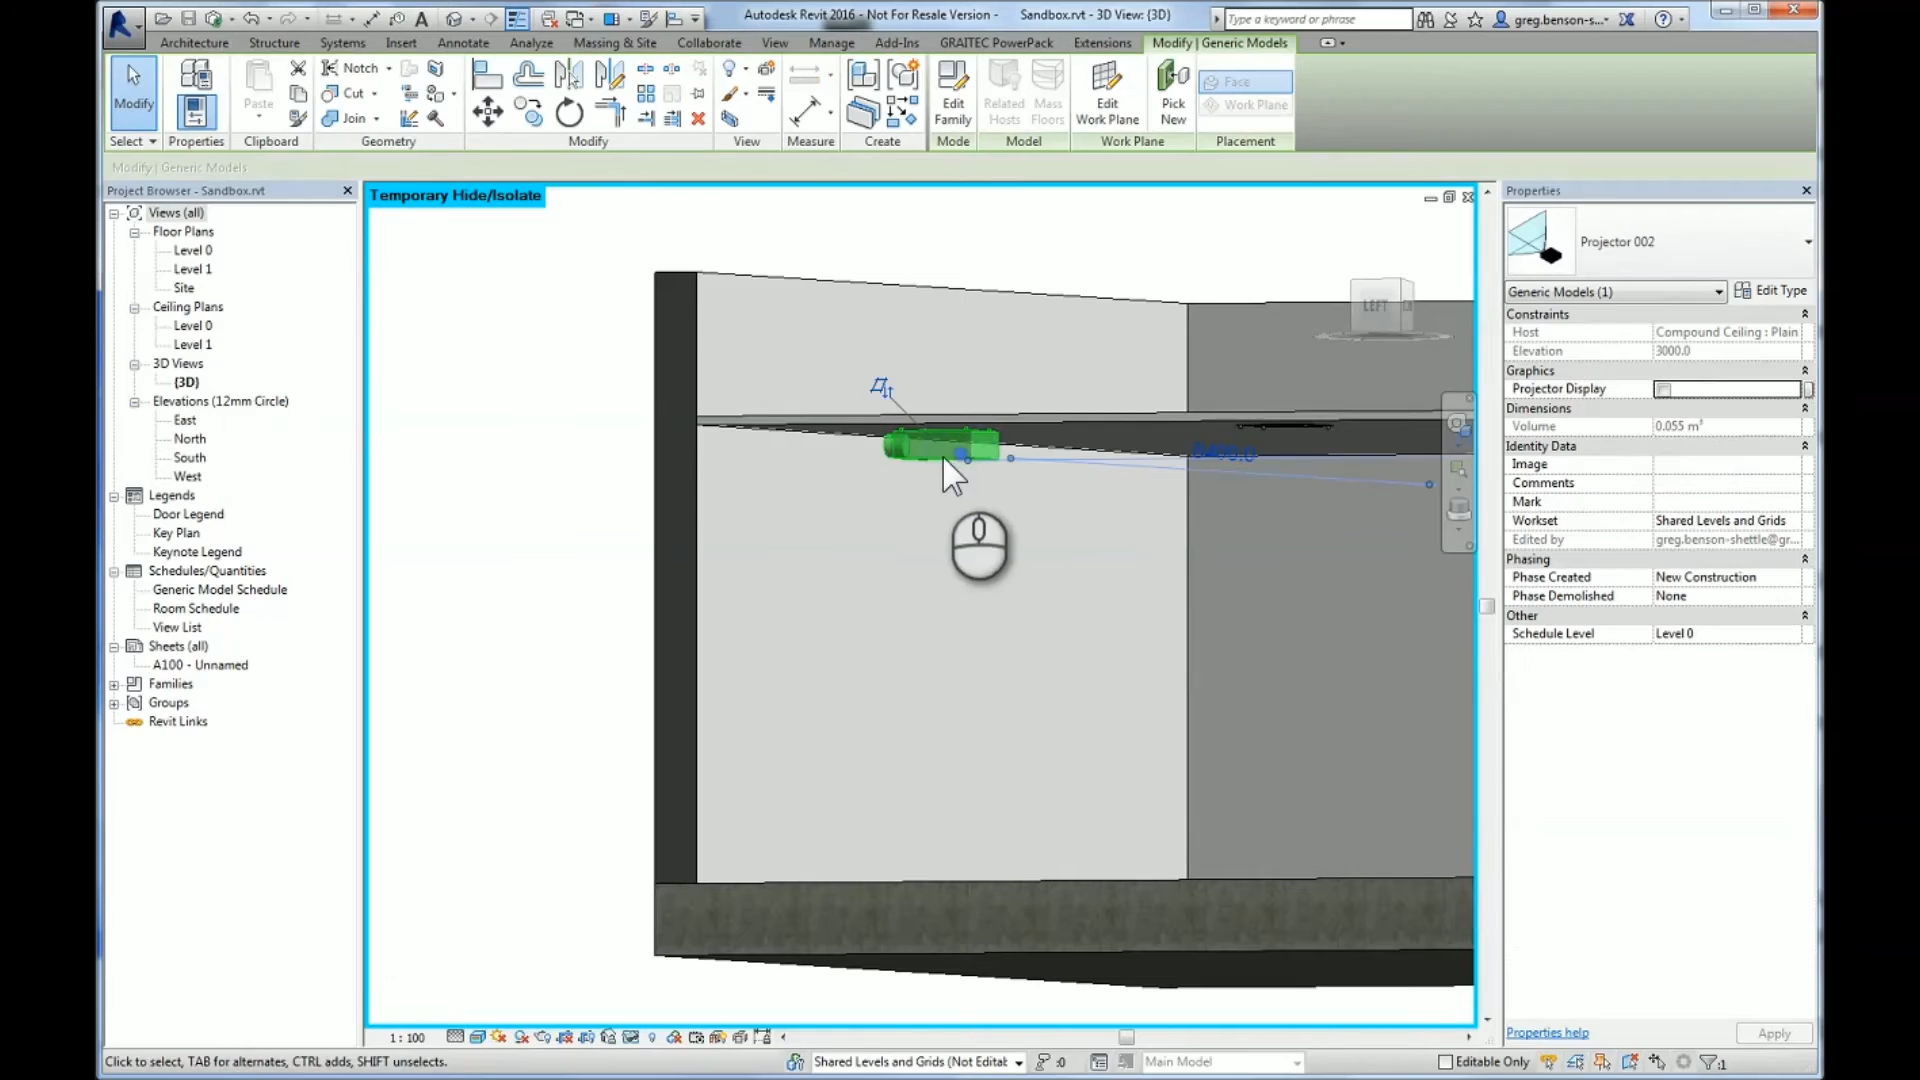 Autodesk Revit 2016 - Not For Resale Version - Sandbox.rvt - 3D View: {3D}
Type a keyword or phrase
greg.benson-s...
Architecture Structure Systems Insert Annotate Analyze Massing & Site Collaborate View Manage Add-Ins GRAITEC PowerPack Extensions Modify | Generic Models
Modify
Paste
Notch
Cut
Join
Edit Family
Related Hosts
Mass Floors
Edit Work Plane
Pick New
Face
Work Plane
Select Properties Clipboard Geometry Modify View Measure Create Mode Model Work Plane Placement
Modify | Generic Models
Project Browser - Sandbox.rvt
Views (all)
Floor Plans
Level 0
Level 1
Site
Ceiling Plans
Level 0
Level 1
3D Views
{3D}
Elevations (12mm Circle)
East
North
South
West
Legends
Door Legend
Key Plan
Keynote Legend
Schedules/Quantities
Generic Model Schedule
Room Schedule
View List
Sheets (all)
A100 - Unnamed
Families
Groups
Revit Links
Temporary Hide/Isolate
LEFT
Properties
Projector 002
Generic Models (1) Edit Type
Constraints
Host Compound Ceiling : Plain
Elevation 3000.0
Graphics
Projector Display
Dimensions
Volume 0.055 m³
Identity Data
Image
Comments
Mark
Workset Shared Levels and Grids
Edited by greg.benson-shettle@gr...
Phasing
Phase Created New Construction
Phase Demolished None
Other
Schedule Level Level 0
Properties help Apply
1 : 100
Click to select, TAB for alternates, CTRL adds, SHIFT unselects.
Shared Levels and Grids (Not Editat
:0
Main Model
Editable Only
:1